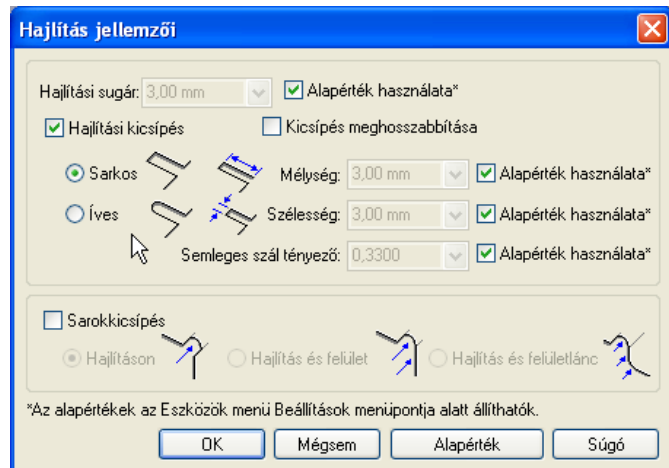 Hajlítás jellemzői
Hajlítási sugár: 3,00 mm Alapérték használata*
Hajlítási kicsípés Kicsípés meghosszabbítása
Sarkos Mélység: 3,00 mm Alapérték használata*
Íves Szélesség: 3,00 mm Alapérték használata*
Semleges szál tényező: 0,3300 Alapérték használata*
Sarokkicsípés
Hajlításon Hajlítás és felület Hajlítás és felületlánc
*Az alapértékek az Eszközök menü Beállítások menüpontja alatt állíthatók.
OK Mégsem Alapérték Súgó